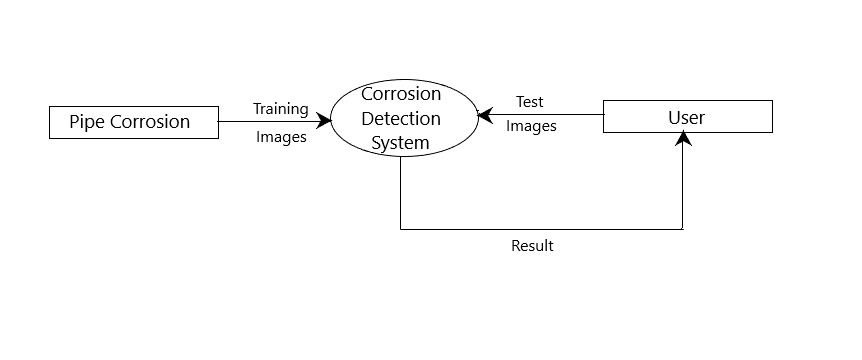 Pipe Corrosion
Training
Images
Corrosion
Detection
System
Test
Images
User
Result